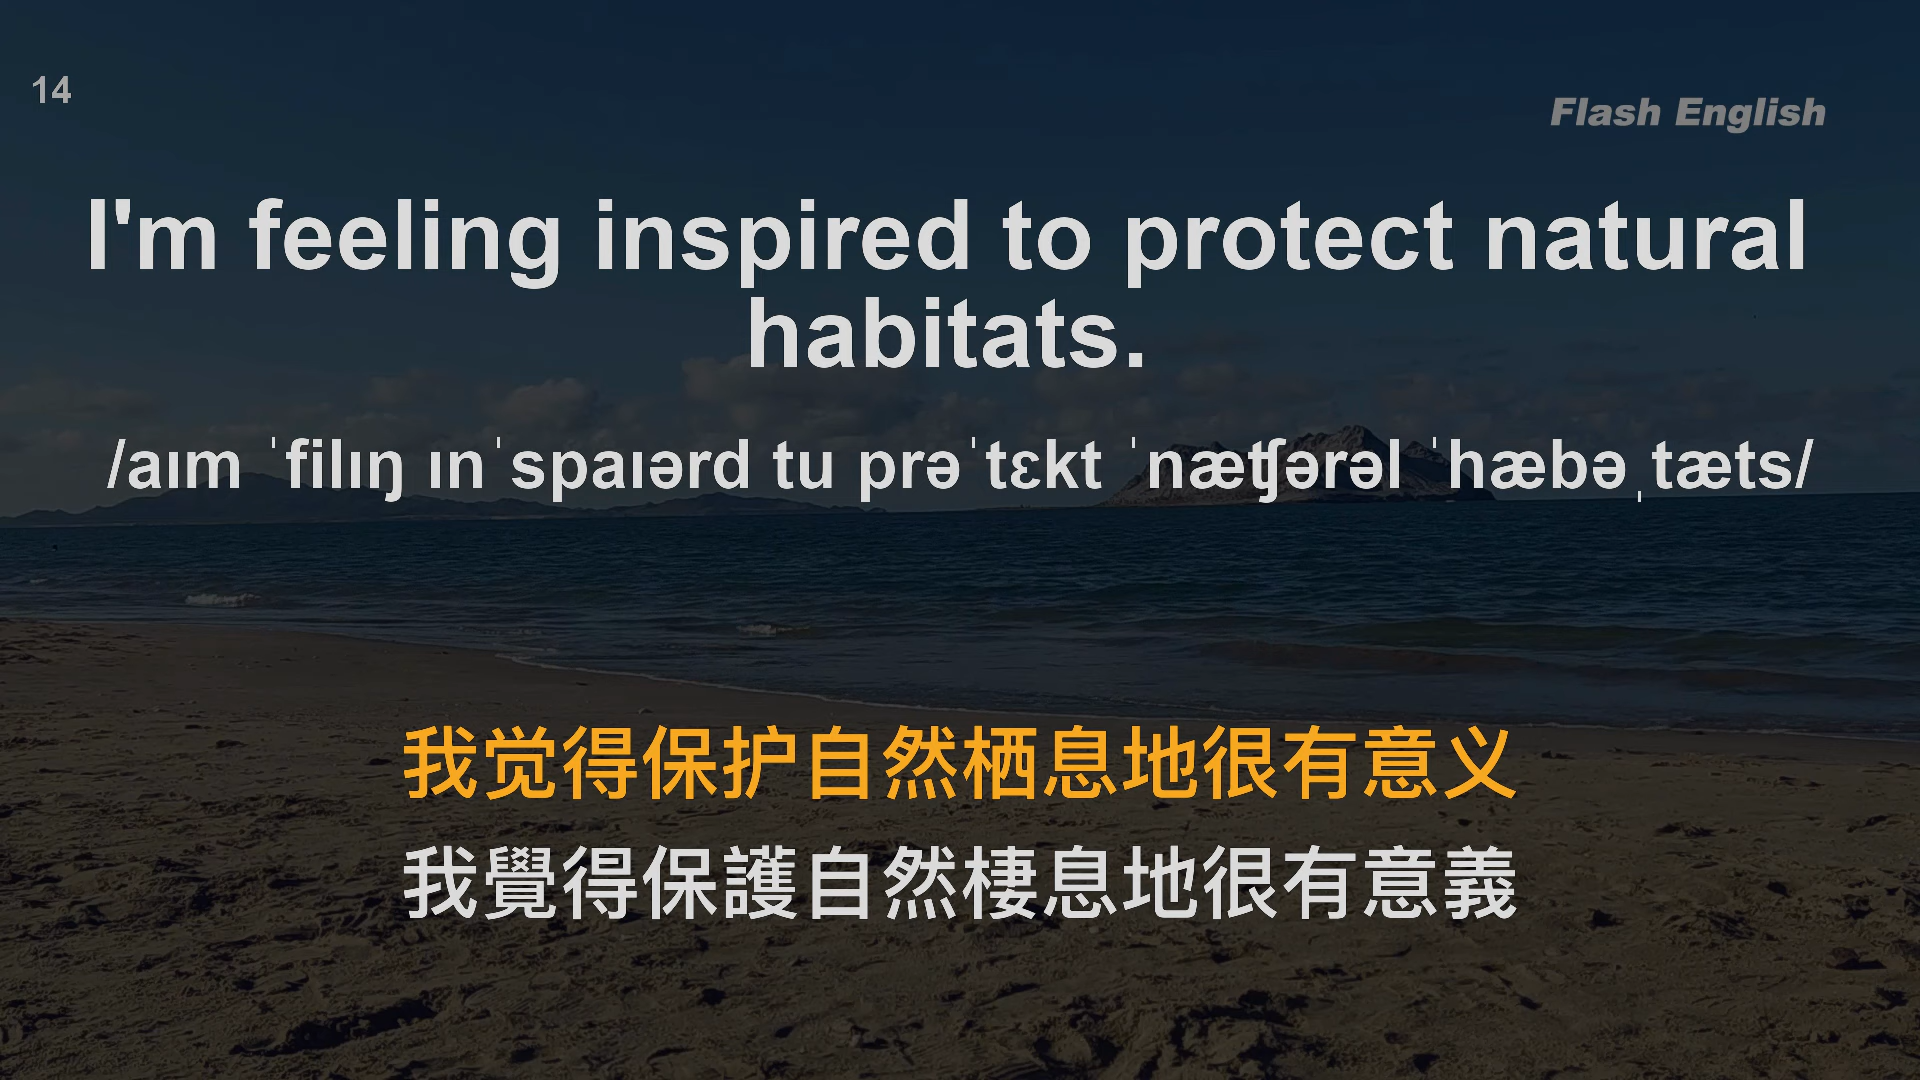 14
Flash English
I'm feeling inspired to protect natural
habitats.
/aɪm ˈfilɪŋ ɪnˈspaɪərd tu prəˈtɛkt ˈnæʧərəl ˈhæbəˌtæts/
我觉得保护自然栖息地很有意义
我覺得保護自然棲息地很有意義